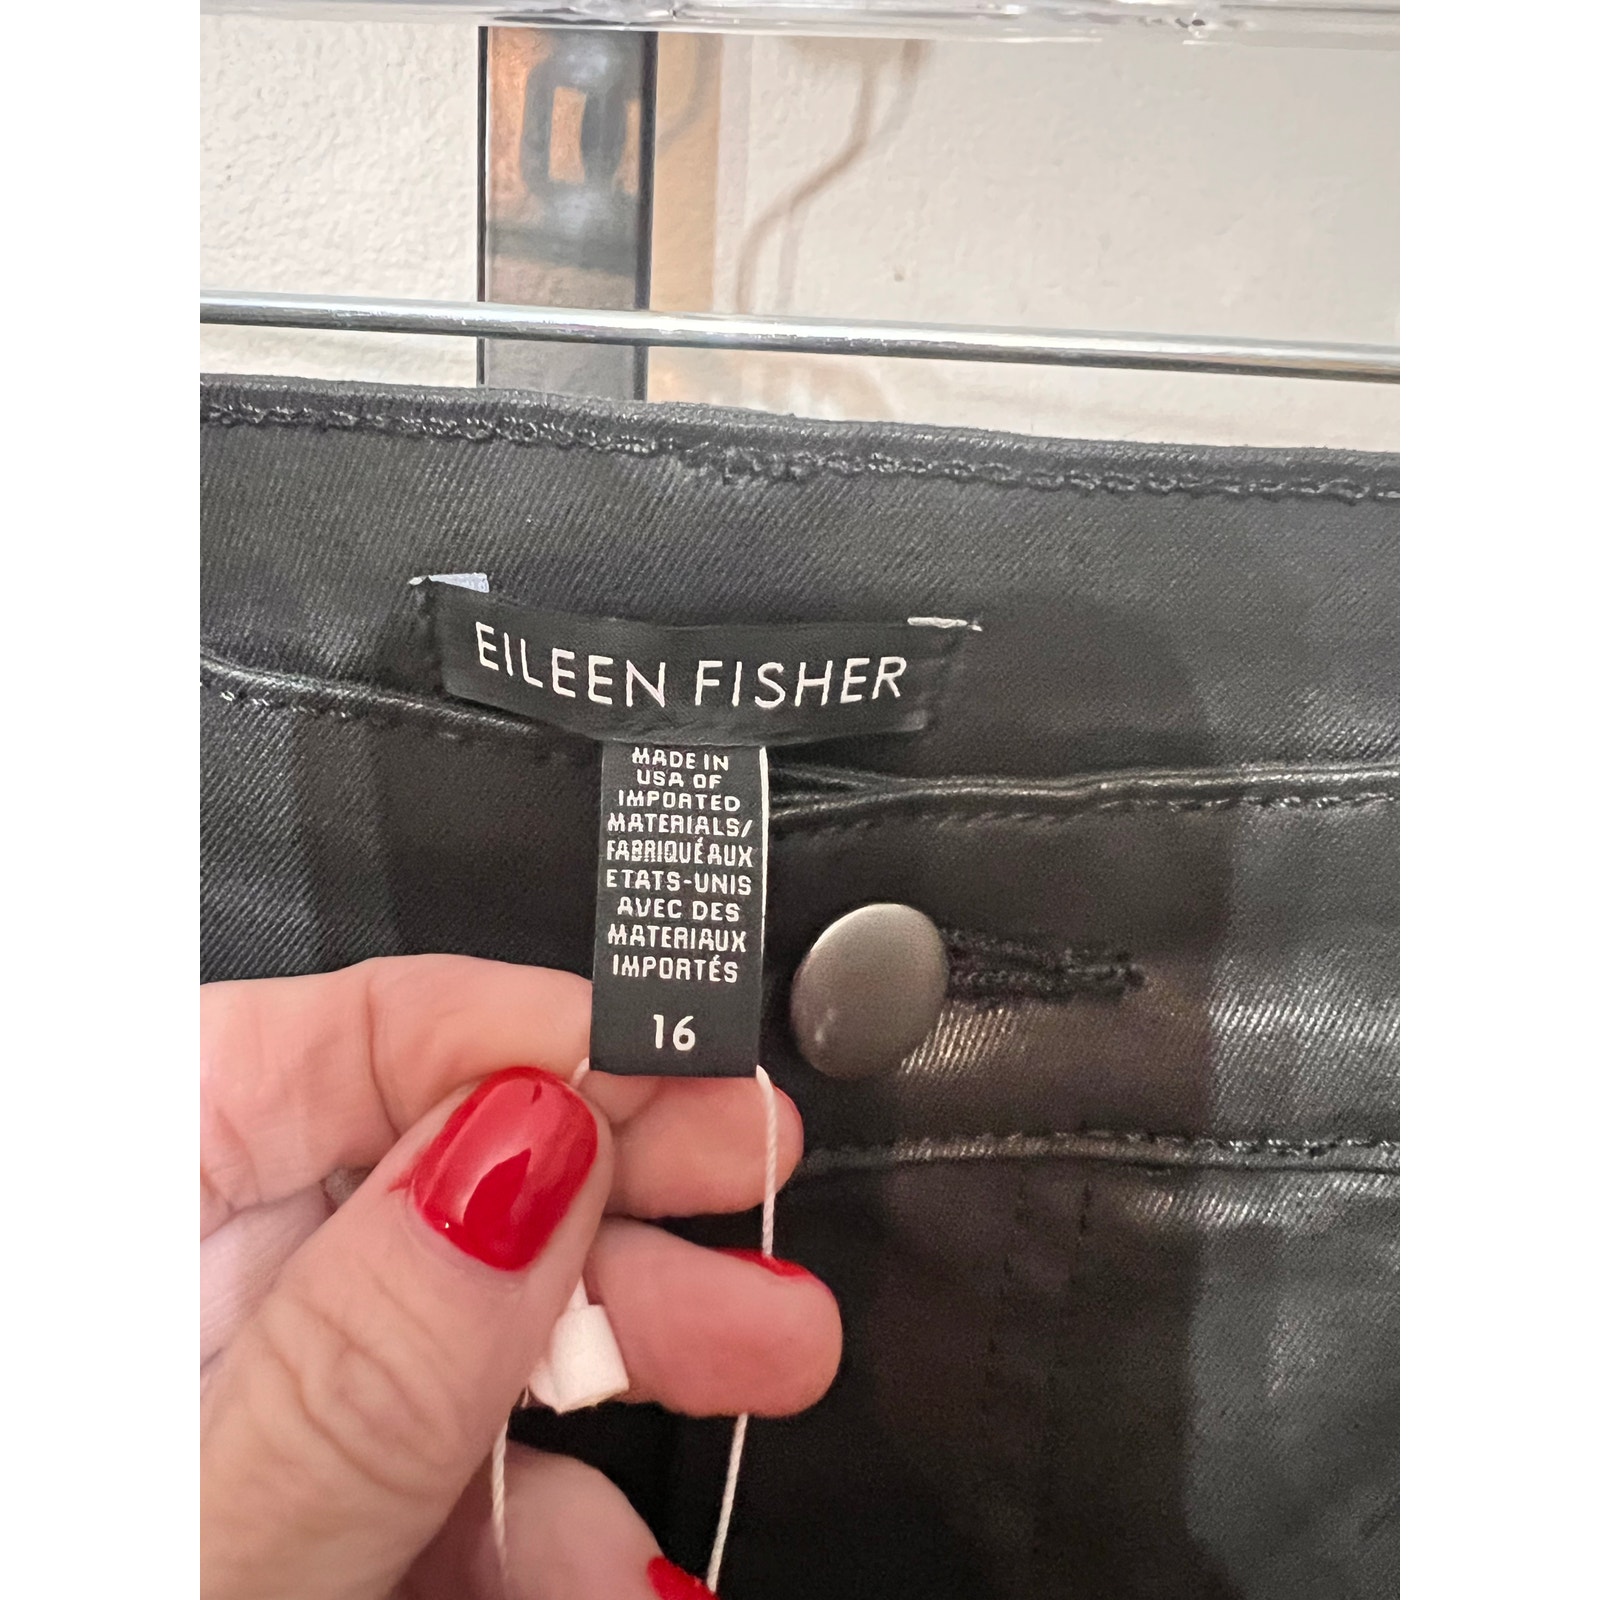 EILEEN FISHER
MADE IN
USA OF
IMPORTED
MATERIALS/
FABRIQUÉ AUX
ETATS-UNIS
AVEC DES
MATERIAUX
IMPORTÉS
16